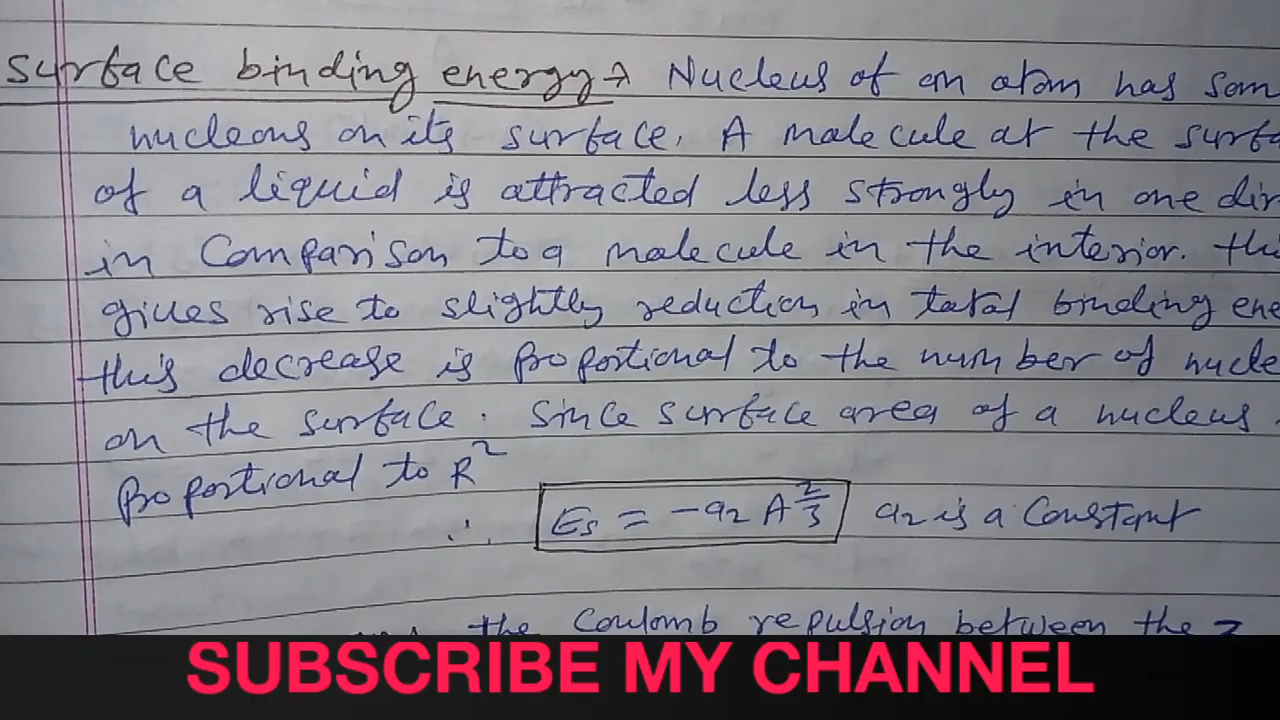 Surface binding energy → Nucleus of an atom has som
nucleons on its surface. A molecule at the surfa
of a liquid is attracted less strongly in one dir
in Comparison to a molecule in the interior. thi
gives rise to slightly reduction in total binding ene
this decrease is proportional to the number of nucle
on the surface. Since surface area of a nucleus
proportional to R²
∴ Es = -a₂ A^2/3 a₂ is a Constant
the Coulomb repulsion between the Z
SUBSCRIBE MY CHANNEL